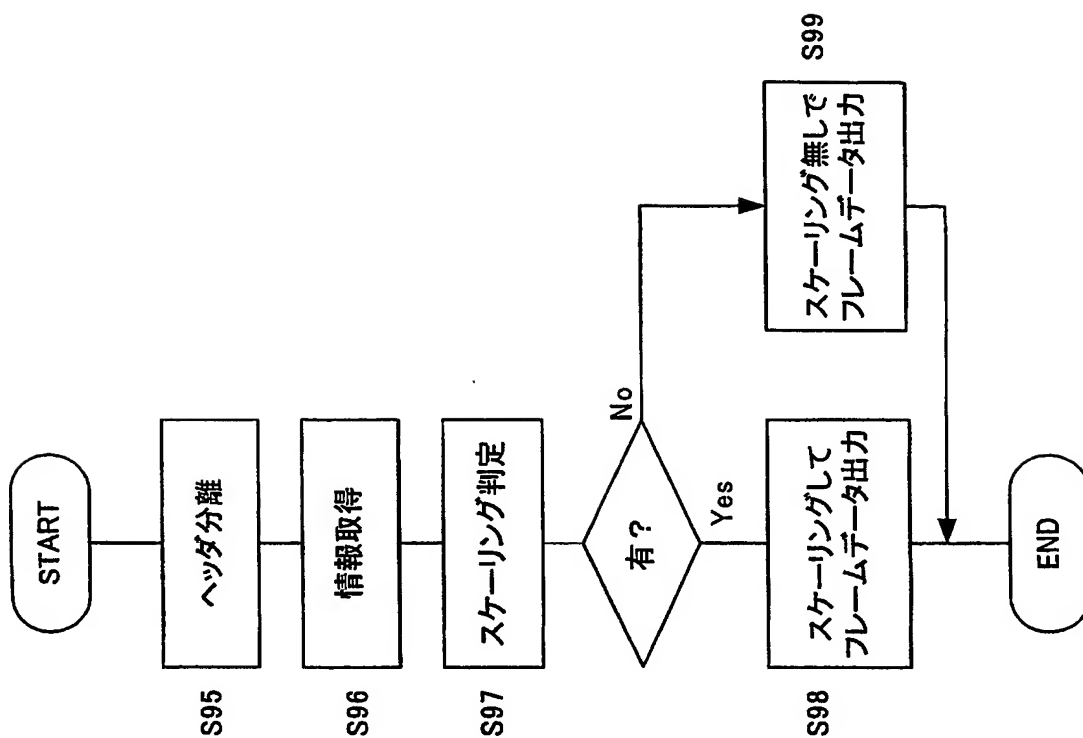 START
S95
ヘッダ分離
S96
情報取得
S97
スケーリング判定
有?
No
Yes
S98
スケーリングして
フレームデータ出力
S99
スケーリング無しで
フレームデータ出力
END